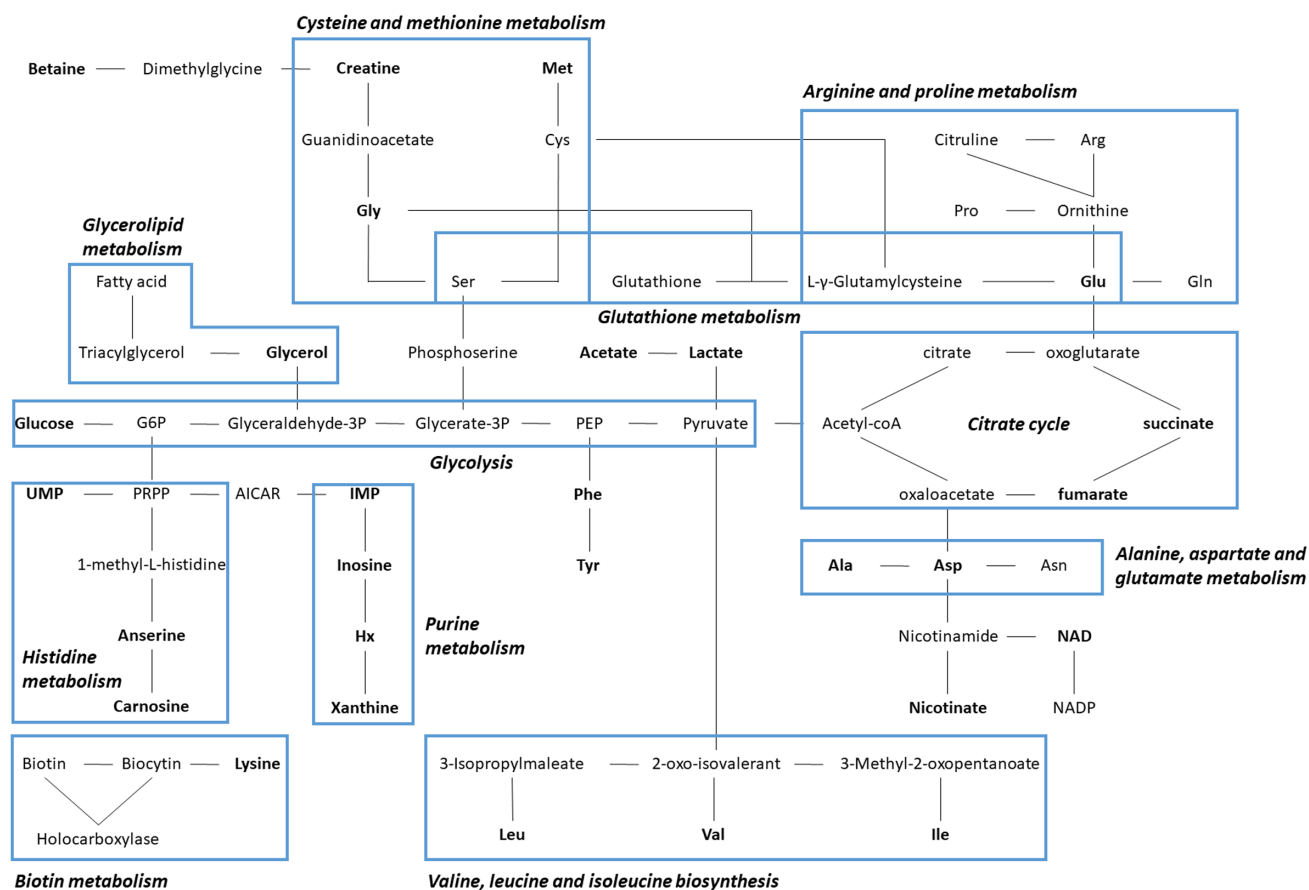 Cysteine and methionine metabolism
Betaine Dimethylglycine Creatine Met
Arginine and proline metabolism
Guanidinoacetate Cys Citruline Arg
Gly Pro Ornithine
Glycerolipid
metabolism
Fatty acid Ser Glutathione L-γ-Glutamylcysteine Glu Gln
Glutathione metabolism
Triacylglycerol Glycerol Phosphoserine Acetate Lactate citrate oxoglutarate
Glucose G6P Glyceraldehyde-3P Glycerate-3P PEP Pyruvate Acetyl-coA Citrate cycle succinate
Glycolysis
UMP PRPP AICAR IMP Phe oxaloacetate fumarate
1-methyl-L-histidine Inosine Tyr Ala Asp Asn
Alanine, aspartate and
glutamate metabolism
Anserine Hx Nicotinamide NAD
Purine
metabolism
Histidine
metabolism
Carnosine Xanthine Nicotinate NADP
Biotin Biocytin Lysine 3-Isopropylmaleate 2-oxo-isovalerant 3-Methyl-2-oxopentanoate
Holocarboxylase Leu Val Ile
Biotin metabolism Valine, leucine and isoleucine biosynthesis